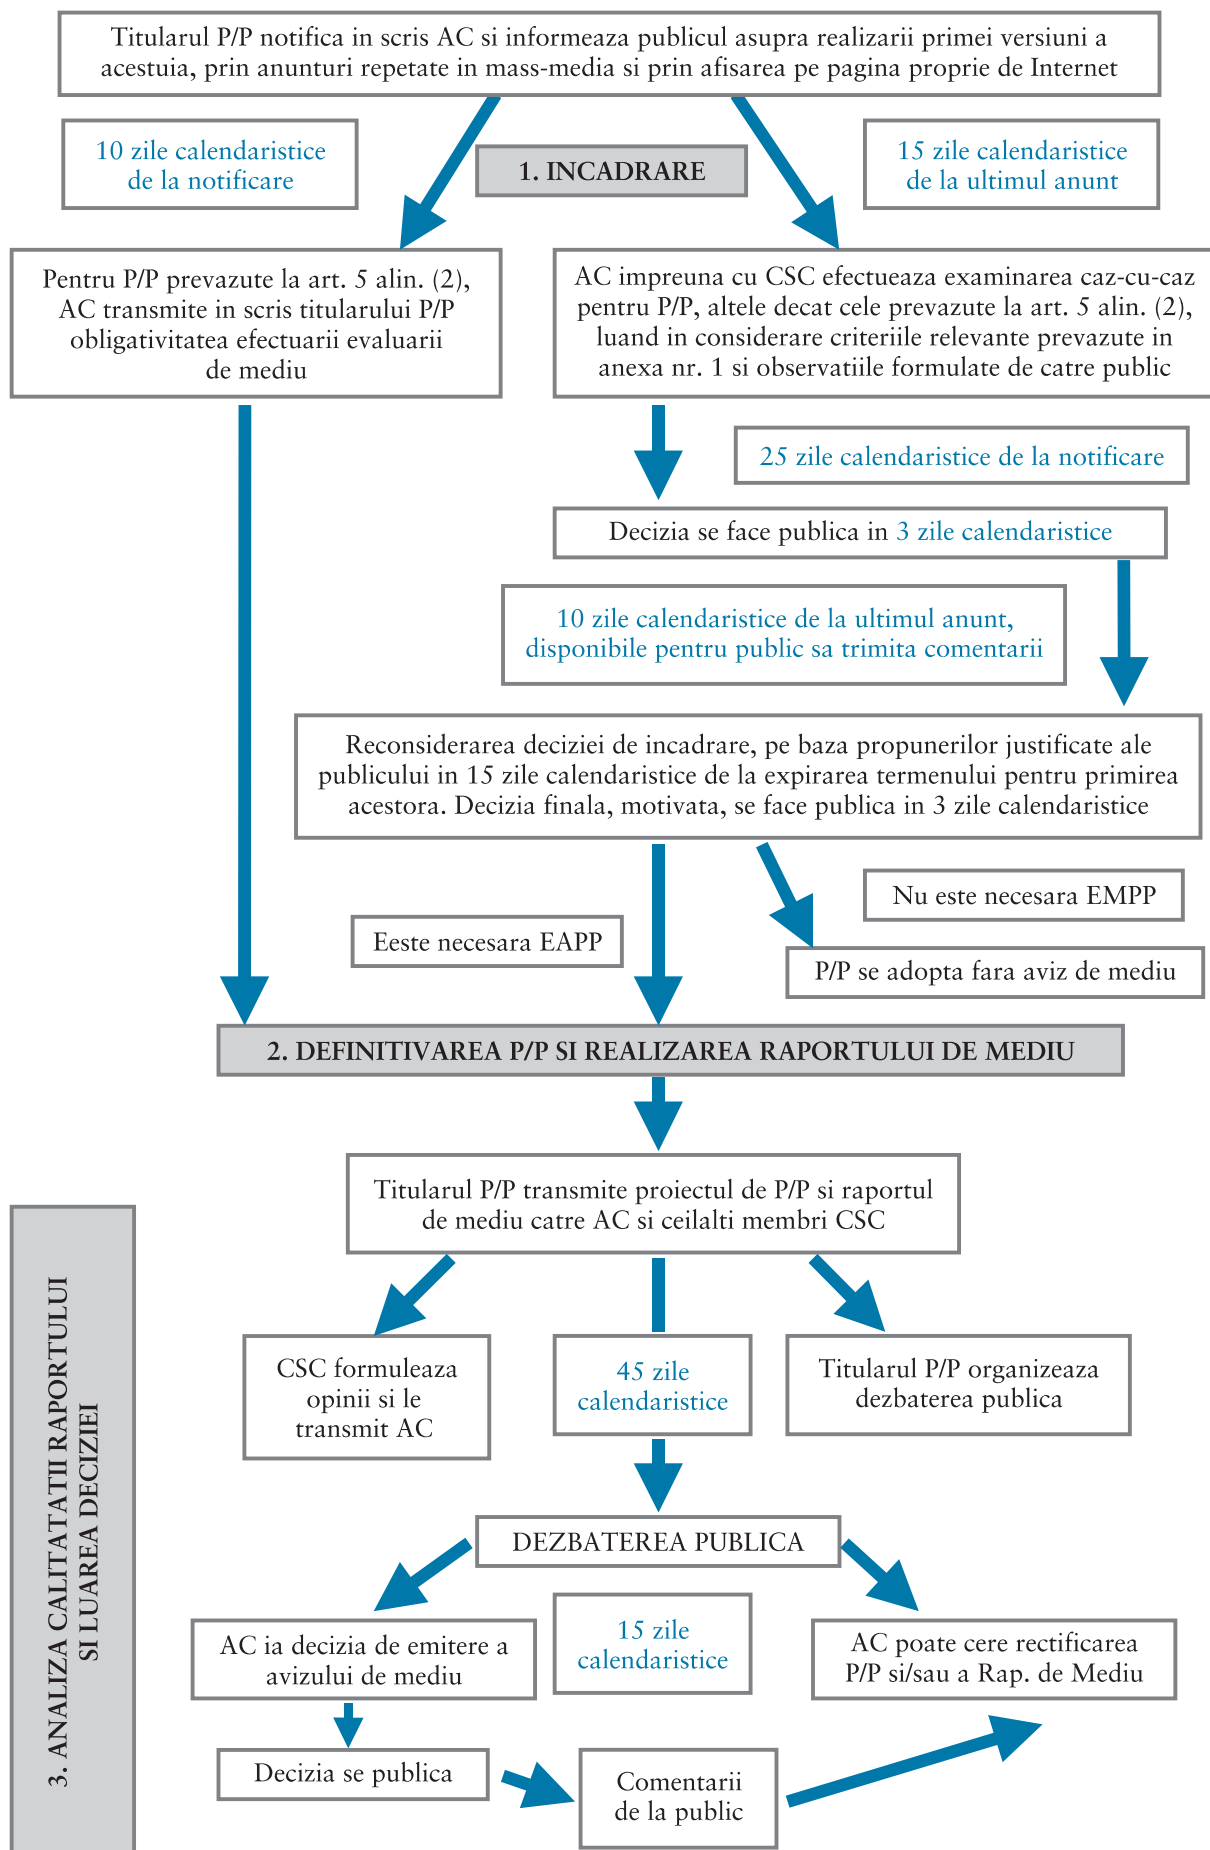 Titularul P/P notifica in scris AC si informeaza publicul asupra realizarii primei versiuni a
acestuia, prin anunturi repetate in mass-media si prin afisarea pe pagina proprie de Internet
10 zile calendaristice
de la notificare
1. INCADRARE
15 zile calendaristice
de la ultimul anunt
Pentru P/P prevazute la art. 5 alin. (2),
AC transmite in scris titularului P/P
obligativitatea efectuarii evaluarii
de mediu
AC impreuna cu CSC efectueaza examinarea caz-cu-caz
pentru P/P, altele decat cele prevazute la art. 5 alin. (2),
luand in considerare criteriile relevante prevazute in
anexa nr. 1 si observatiile formulate de catre public
25 zile calendaristice de la notificare
Decizia se face publica in 3 zile calendaristice
10 zile calendaristice de la ultimul anunt,
disponibile pentru public sa trimita comentarii
Reconsiderarea deciziei de incadrare, pe baza propunerilor justificate ale
publicului in 15 zile calendaristice de la expirarea termenului pentru primirea
acestora. Decizia finala, motivata, se face publica in 3 zile calendaristice
Nu este necesara EMPP
Eeste necesara EAPP
P/P se adopta fara aviz de mediu
2. DEFINITIVAREA P/P SI REALIZAREA RAPORTULUI DE MEDIU
Titularul P/P transmite proiectul de P/P si raportul
de mediu catre AC si ceilalti membri CSC
3. ANALIZA CALITATII RAPORTULUI
SI LUAREA DECIZIEI
CSC formuleaza
opinii si le
transmit AC
45 zile
calendaristice
Titularul P/P organizeaza
dezbaterea publica
DEZBATEREA PUBLICA
AC ia decizia de emitere a
avizului de mediu
15 zile
calendaristice
AC poate cere rectificarea
P/P si/sau a Rap. de Mediu
Decizia se publica
Comentarii
de la public